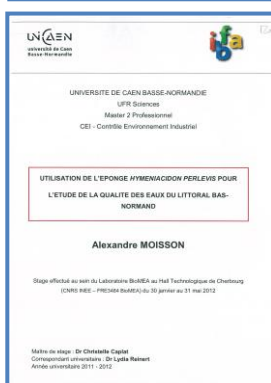 UNICAEN
université de Caen
Basse-Normandie
ibfa
UNIVERSITE DE CAEN BASSE-NORMANDIE
UFR Sciences
Master 2 Professionnel
CEI - Contrôle Environnement Industriel
UTILISATION DE L'EPONGE HYMENIACIDON PERLEVIS POUR
L'ETUDE DE LA QUALITE DES EAUX DU LITTORAL BAS-
NORMAND
Alexandre MOISSON
Stage effectué au sein du Laboratoire BioMEA au Hall Technologique de Cherbourg
(CNRS INEE – FRE3484 BioMEA) du 30 janvier au 31 mai 2012
Maître de stage : Dr Christelle Caplat
Correspondant universitaire : Dr Lydia Reinert
Année universitaire 2011 - 2012